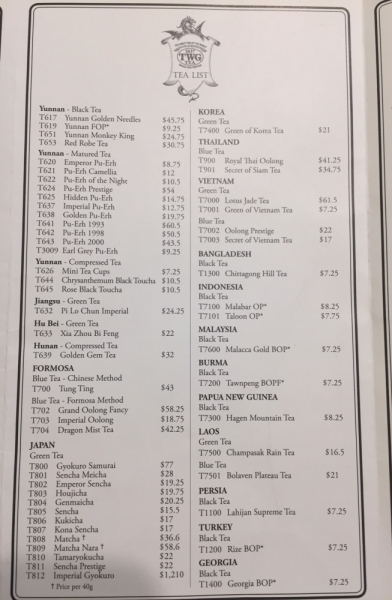 TWG
TEA
TEA LIST
Yunnan - Black Tea
T617 Yunnan Golden Needles $45.75
T619 Yunnan FOP* $9.25
T651 Yunnan Monkey King $24.75
T653 Red Robe Tea $30.75
Yunnan - Matured Tea
T620 Emperor Pu-Erh $8.75
T621 Pu-Erh Camellia $12
T622 Pu-Erh of the Night $10.5
T624 Pu-Erh Prestige $54
T625 Hidden Pu-Erh $14.75
T637 Imperial Pu-Erh $12.75
T638 Golden Pu-Erh $19.75
T641 Pu-Erh 1993 $60.5
T642 Pu-Erh 1998 $50.5
T643 Pu-Erh 2000 $43.5
T3009 Earl Grey Pu-Erh $9.25
Yunnan - Compressed Tea
T626 Mini Tea Cups $7.25
T644 Chrysanthemum Black Toucha $10.5
T645 Rose Black Toucha $10.5
Jiangsu - Green Tea
T632 Pi Lo Chun Imperial $24.25
Hu Bei - Green Tea
T633 Xia Zhou Bi Feng $22
Hunan - Compressed Tea
T639 Golden Gem Tea $32
FORMOSA
Blue Tea - Chinese Method
T700 Tung Ting $43
Blue Tea - Formosa Method
T702 Grand Oolong Fancy $58.25
T703 Imperial Oolong $18.75
T704 Dragon Mist Tea $42.25
JAPAN
Green Tea
T800 Gyokuro Samurai $77
T801 Sencha Meicha $28
T802 Emperor Sencha $19.25
T803 Houjicha $19.75
T804 Genmaicha $20.25
T805 Sencha $15.5
T806 Kukicha $17
T807 Kona Sencha $17
T808 Matcha † $36.6
T809 Matcha Nara † $58.6
T810 Tamaryokucha $22
T811 Sencha Prestige $22
T812 Imperial Gyokuro $1,210
† Price per 40g
KOREA
Green Tea
T7400 Green of Korea Tea $21
THAILAND
Blue Tea
T900 Royal Thai Oolong $41.25
T901 Secret of Siam Tea $34.75
VIETNAM
Green Tea
T7000 Lotus Jade Tea $61.5
T7001 Green of Vietnam Tea $7.25
Blue Tea
T7002 Oolong Prestige $22
T7003 Secret of Vietnam Tea $17
BANGLADESH
Black Tea
T1300 Chittagong Hill Tea $7.25
INDONESIA
Black Tea
T7100 Malabar OP* $8.25
T7101 Taloon OP* $7.75
MALAYSIA
Black Tea
T7600 Malacca Gold BOP* $7.25
BURMA
Black Tea
T7200 Tawnpeng BOPF* $7.25
PAPUA NEW GUINEA
Black Tea
T7300 Hagen Mountain Tea $8.25
LAOS
Green Tea
T7500 Champasak Rain Tea $16.5
Blue Tea
T7501 Bolaven Plateau Tea $21
PERSIA
Black Tea
T1100 Lahijan Supreme Tea $7.25
TURKEY
Black Tea
T1200 Rize BOP* $7.25
GEORGIA
Black Tea
T1400 Georgia BOP* $7.25